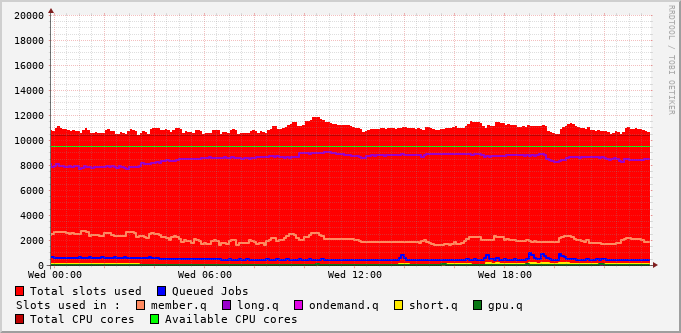 20000
18000
16000
14000
12000
10000
8000
6000
4000
2000
0
Wed 00:00 Wed 06:00 Wed 12:00 Wed 18:00
Total slots used Queued Jobs
Slots used in : member.q long.q ondemand.q short.q gpu.q
Total CPU cores Available CPU cores
RRDTOOL / TOBI OETIKER